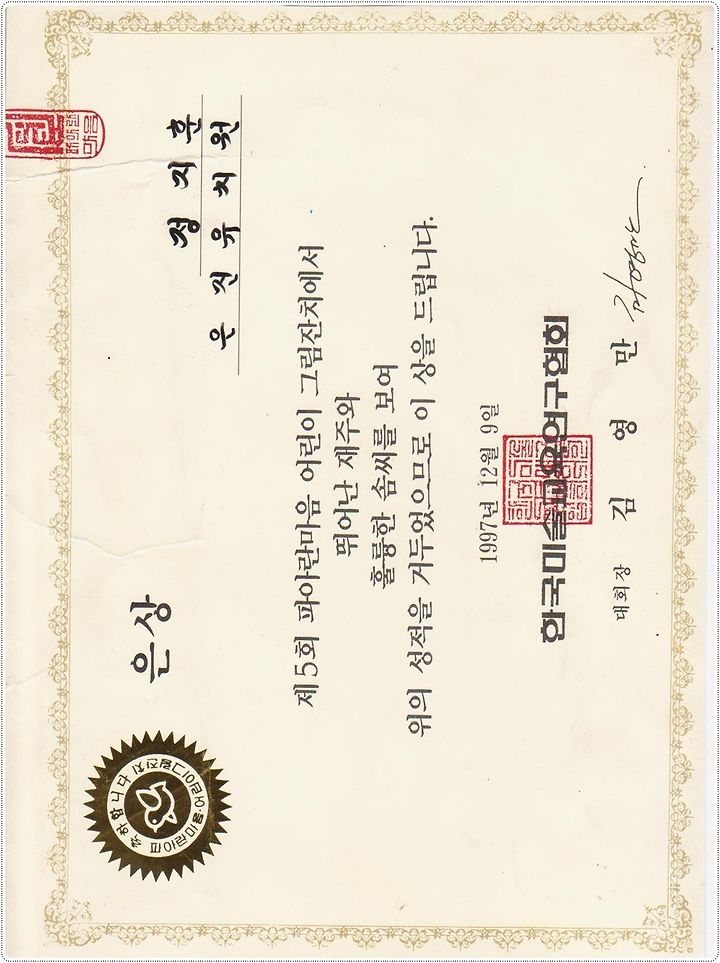 은상
은진유치원
정지훈
제5회 파아란마음 어린이 그림잔치에서
뛰어난 재주와
훌륭한 솜씨를 보여
위의 성적을 거두었으므로 이 상을 드립니다.
1997년 12월 9일
한국미술교육연구협회
대회장 김영만